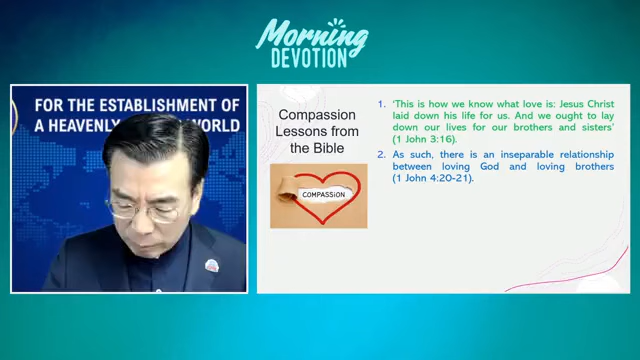 Morning
DEVOTION
FOR THE ESTABLISHMENT OF
A HEAVENLY WORLD
Compassion
Lessons from
the Bible
COMPASSION
1. ‘This is how we know what love is: Jesus Christ
laid down his life for us. And we ought to lay
down our lives for our brothers and sisters’
(1 John 3:16).
2. As such, there is an inseparable relationship
between loving God and loving brothers
(1 John 4:20-21).